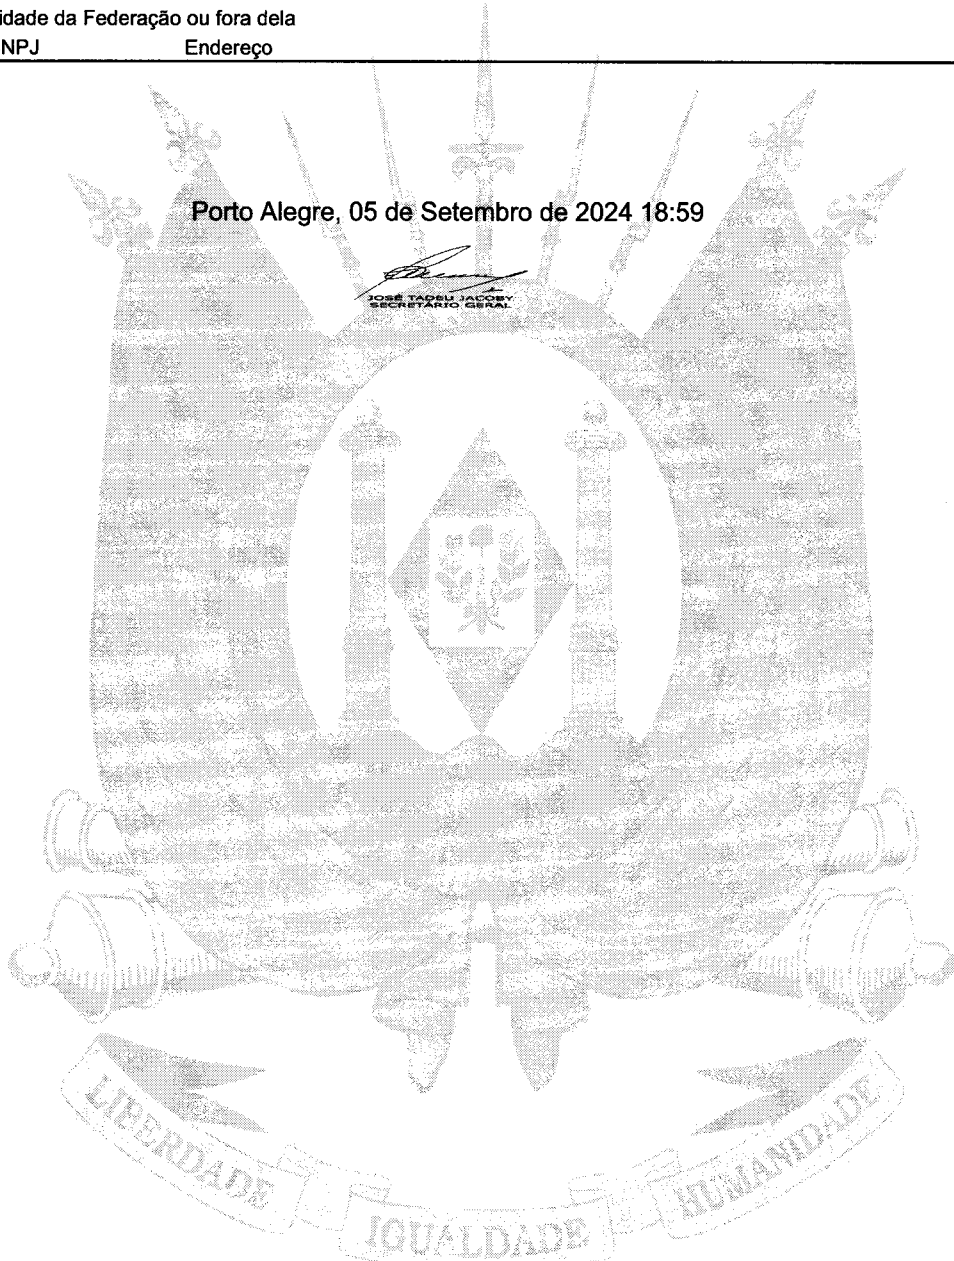 idade da Federação ou fora dela
NPJ Endereço
Porto Alegre, 05 de Setembro de 2024 18:59
JOSÉ TADEU JACOBY
SECRETÁRIO GERAL
LIBERDADE
IGUALDADE
HUMANIDADE